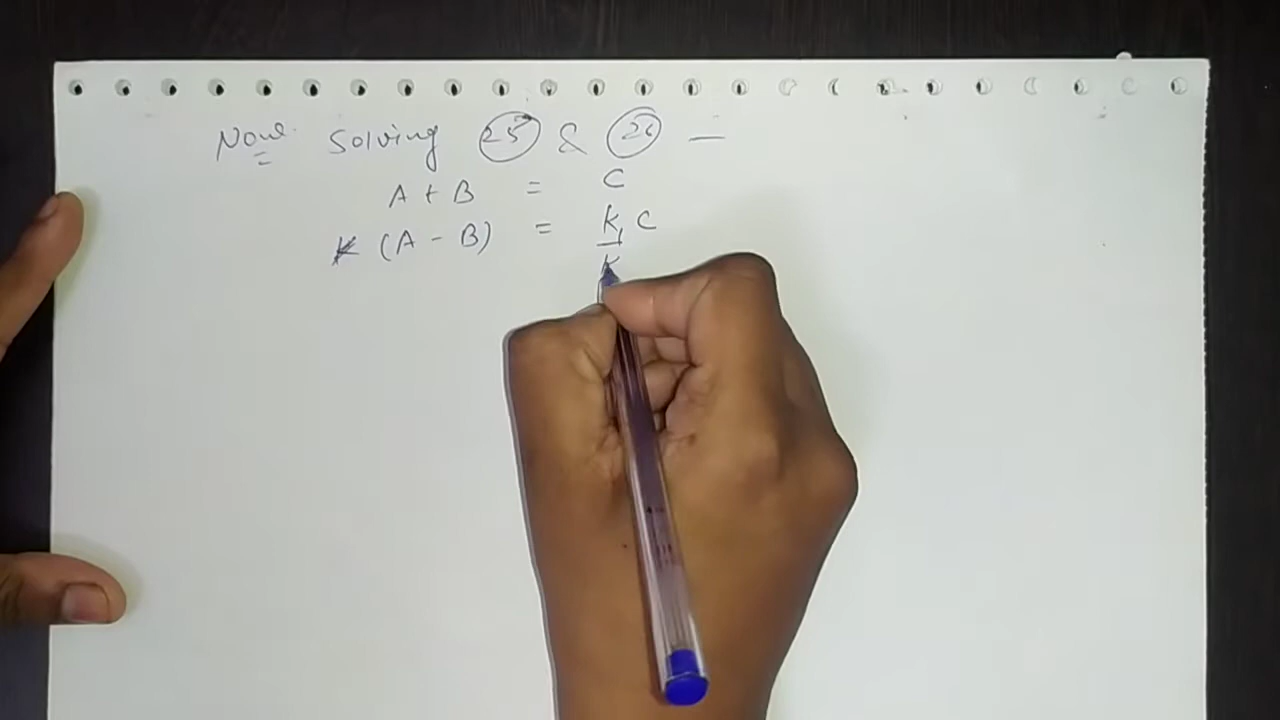 Now Solving 25 & 26 —
A + B = C
K (A - B) = K₁ C
K